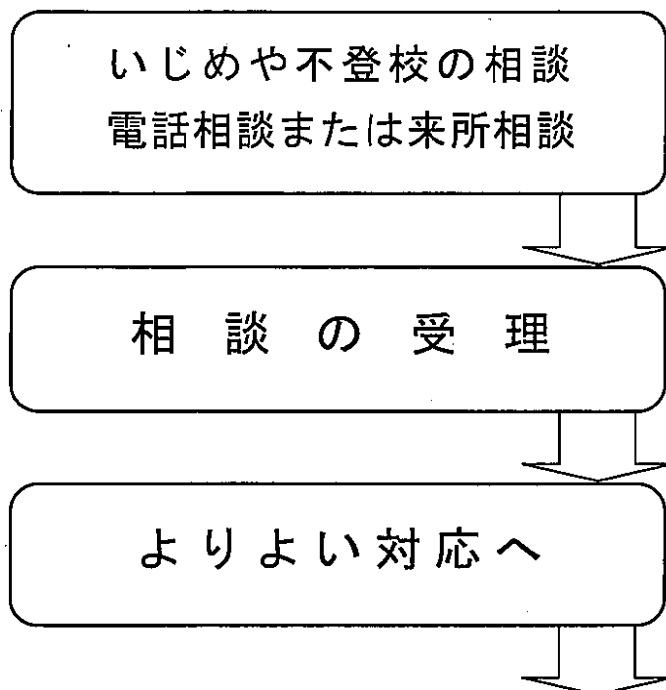 いじめや不登校の相談
電話相談または来所相談
相談の受理
よりよい対応へ